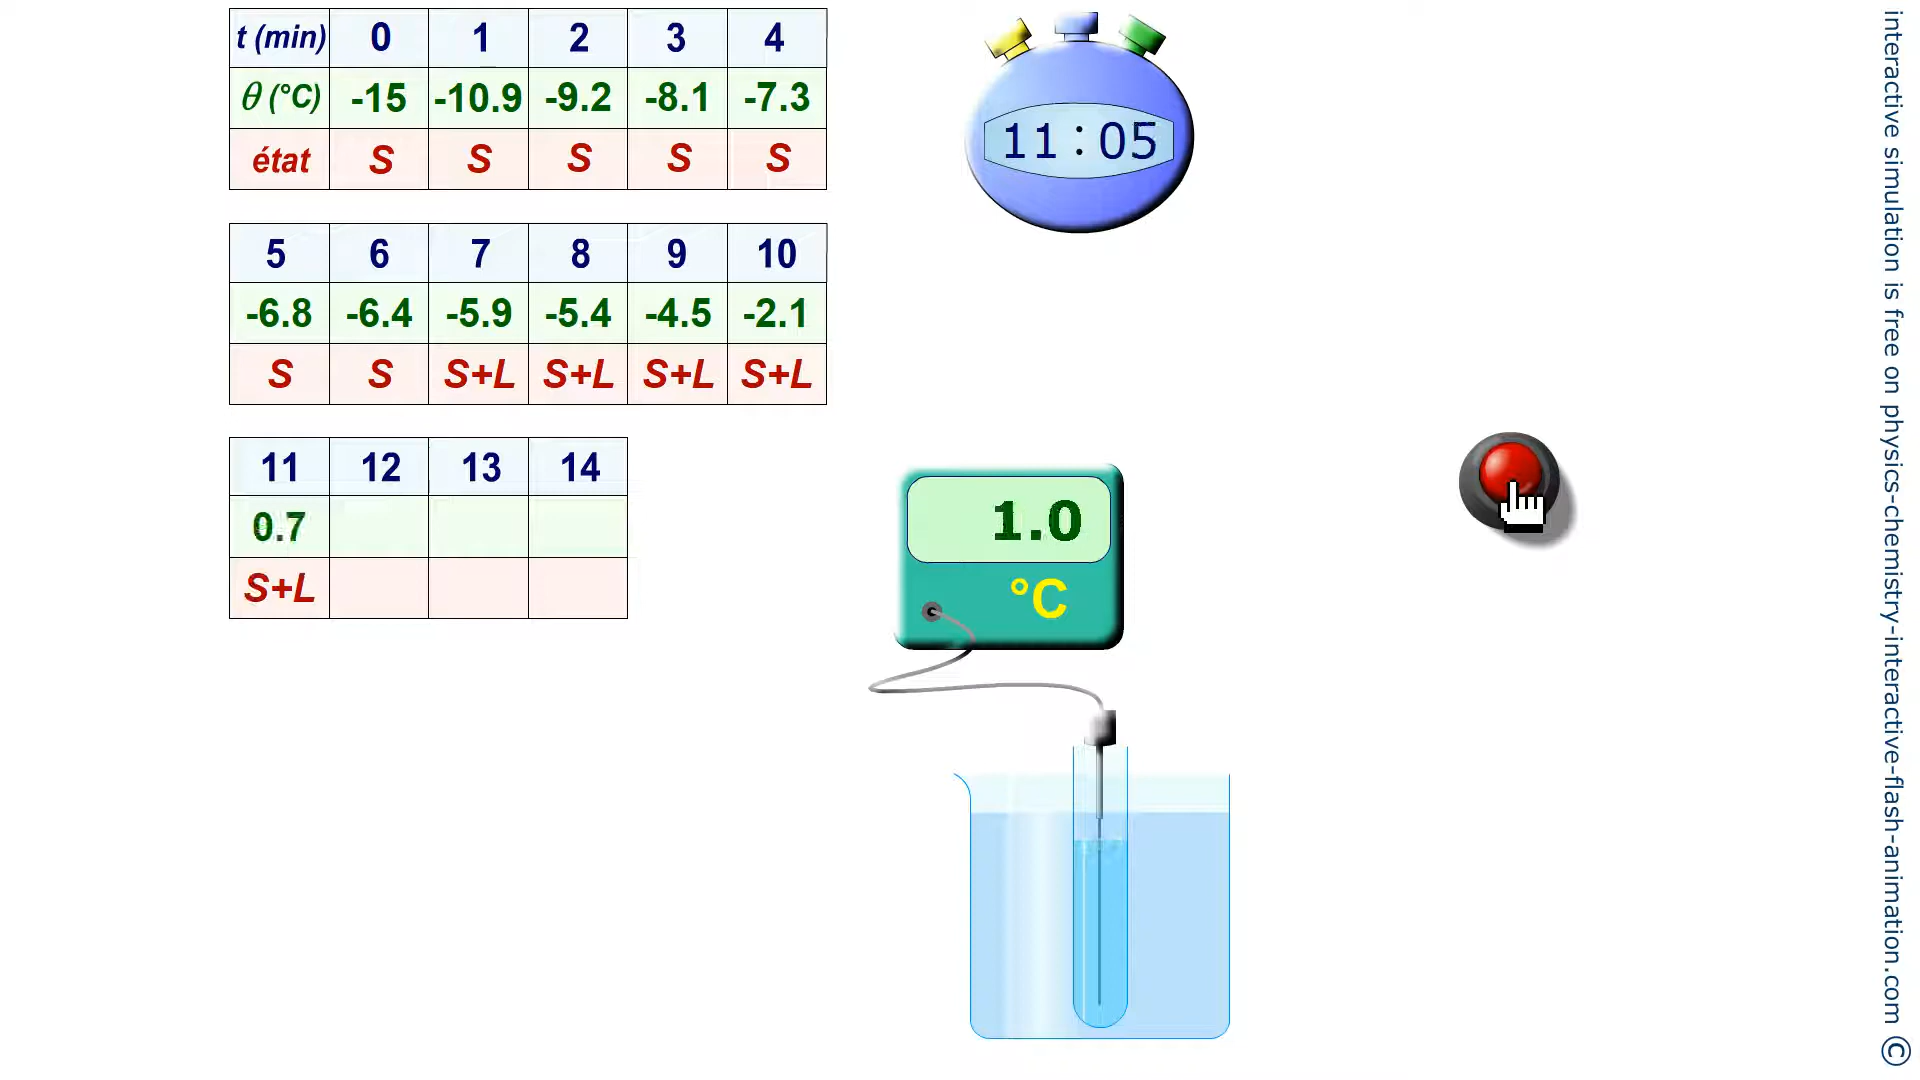 t (min) 0 1 2 3 4
θ (°C) -15 -10.9 -9.2 -8.1 -7.3
état S S S S S
5 6 7 8 9 10
-6.8 -6.4 -5.9 -5.4 -4.5 -2.1
S S S+L S+L S+L S+L
11 12 13 14
0.7
S+L
11:05
1.0
°C
interactive simulation is free on physics-chemistry-interactive-flash-animation.com ©